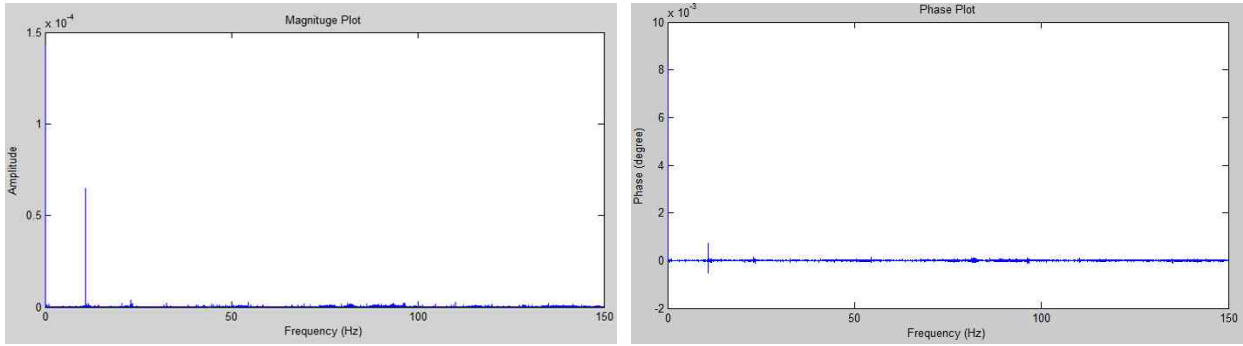 Magnituge Plot
x 10^-4
1.5
1
0.5
0
Amplitude
0 50 100 150
Frequency (Hz)
Phase Plot
x 10^-3
10
8
6
4
2
0
-2
Phase (degree)
0 50 100 150
Frequency (Hz)